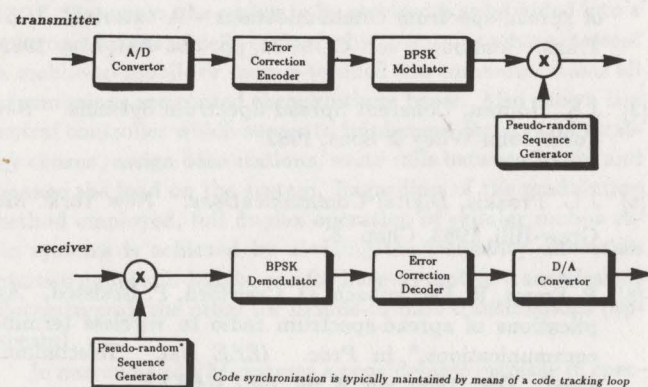 transmitter
A/D
Convertor
Error
Correction
Encoder
BPSK
Modulator
X
Pseudo-random
Sequence
Generator
receiver
X
BPSK
Demodulator
Error
Correction
Decoder
D/A
Convertor
Pseudo-random*
Sequence
Generator
Code synchronization is typically maintained by means of a code tracking loop